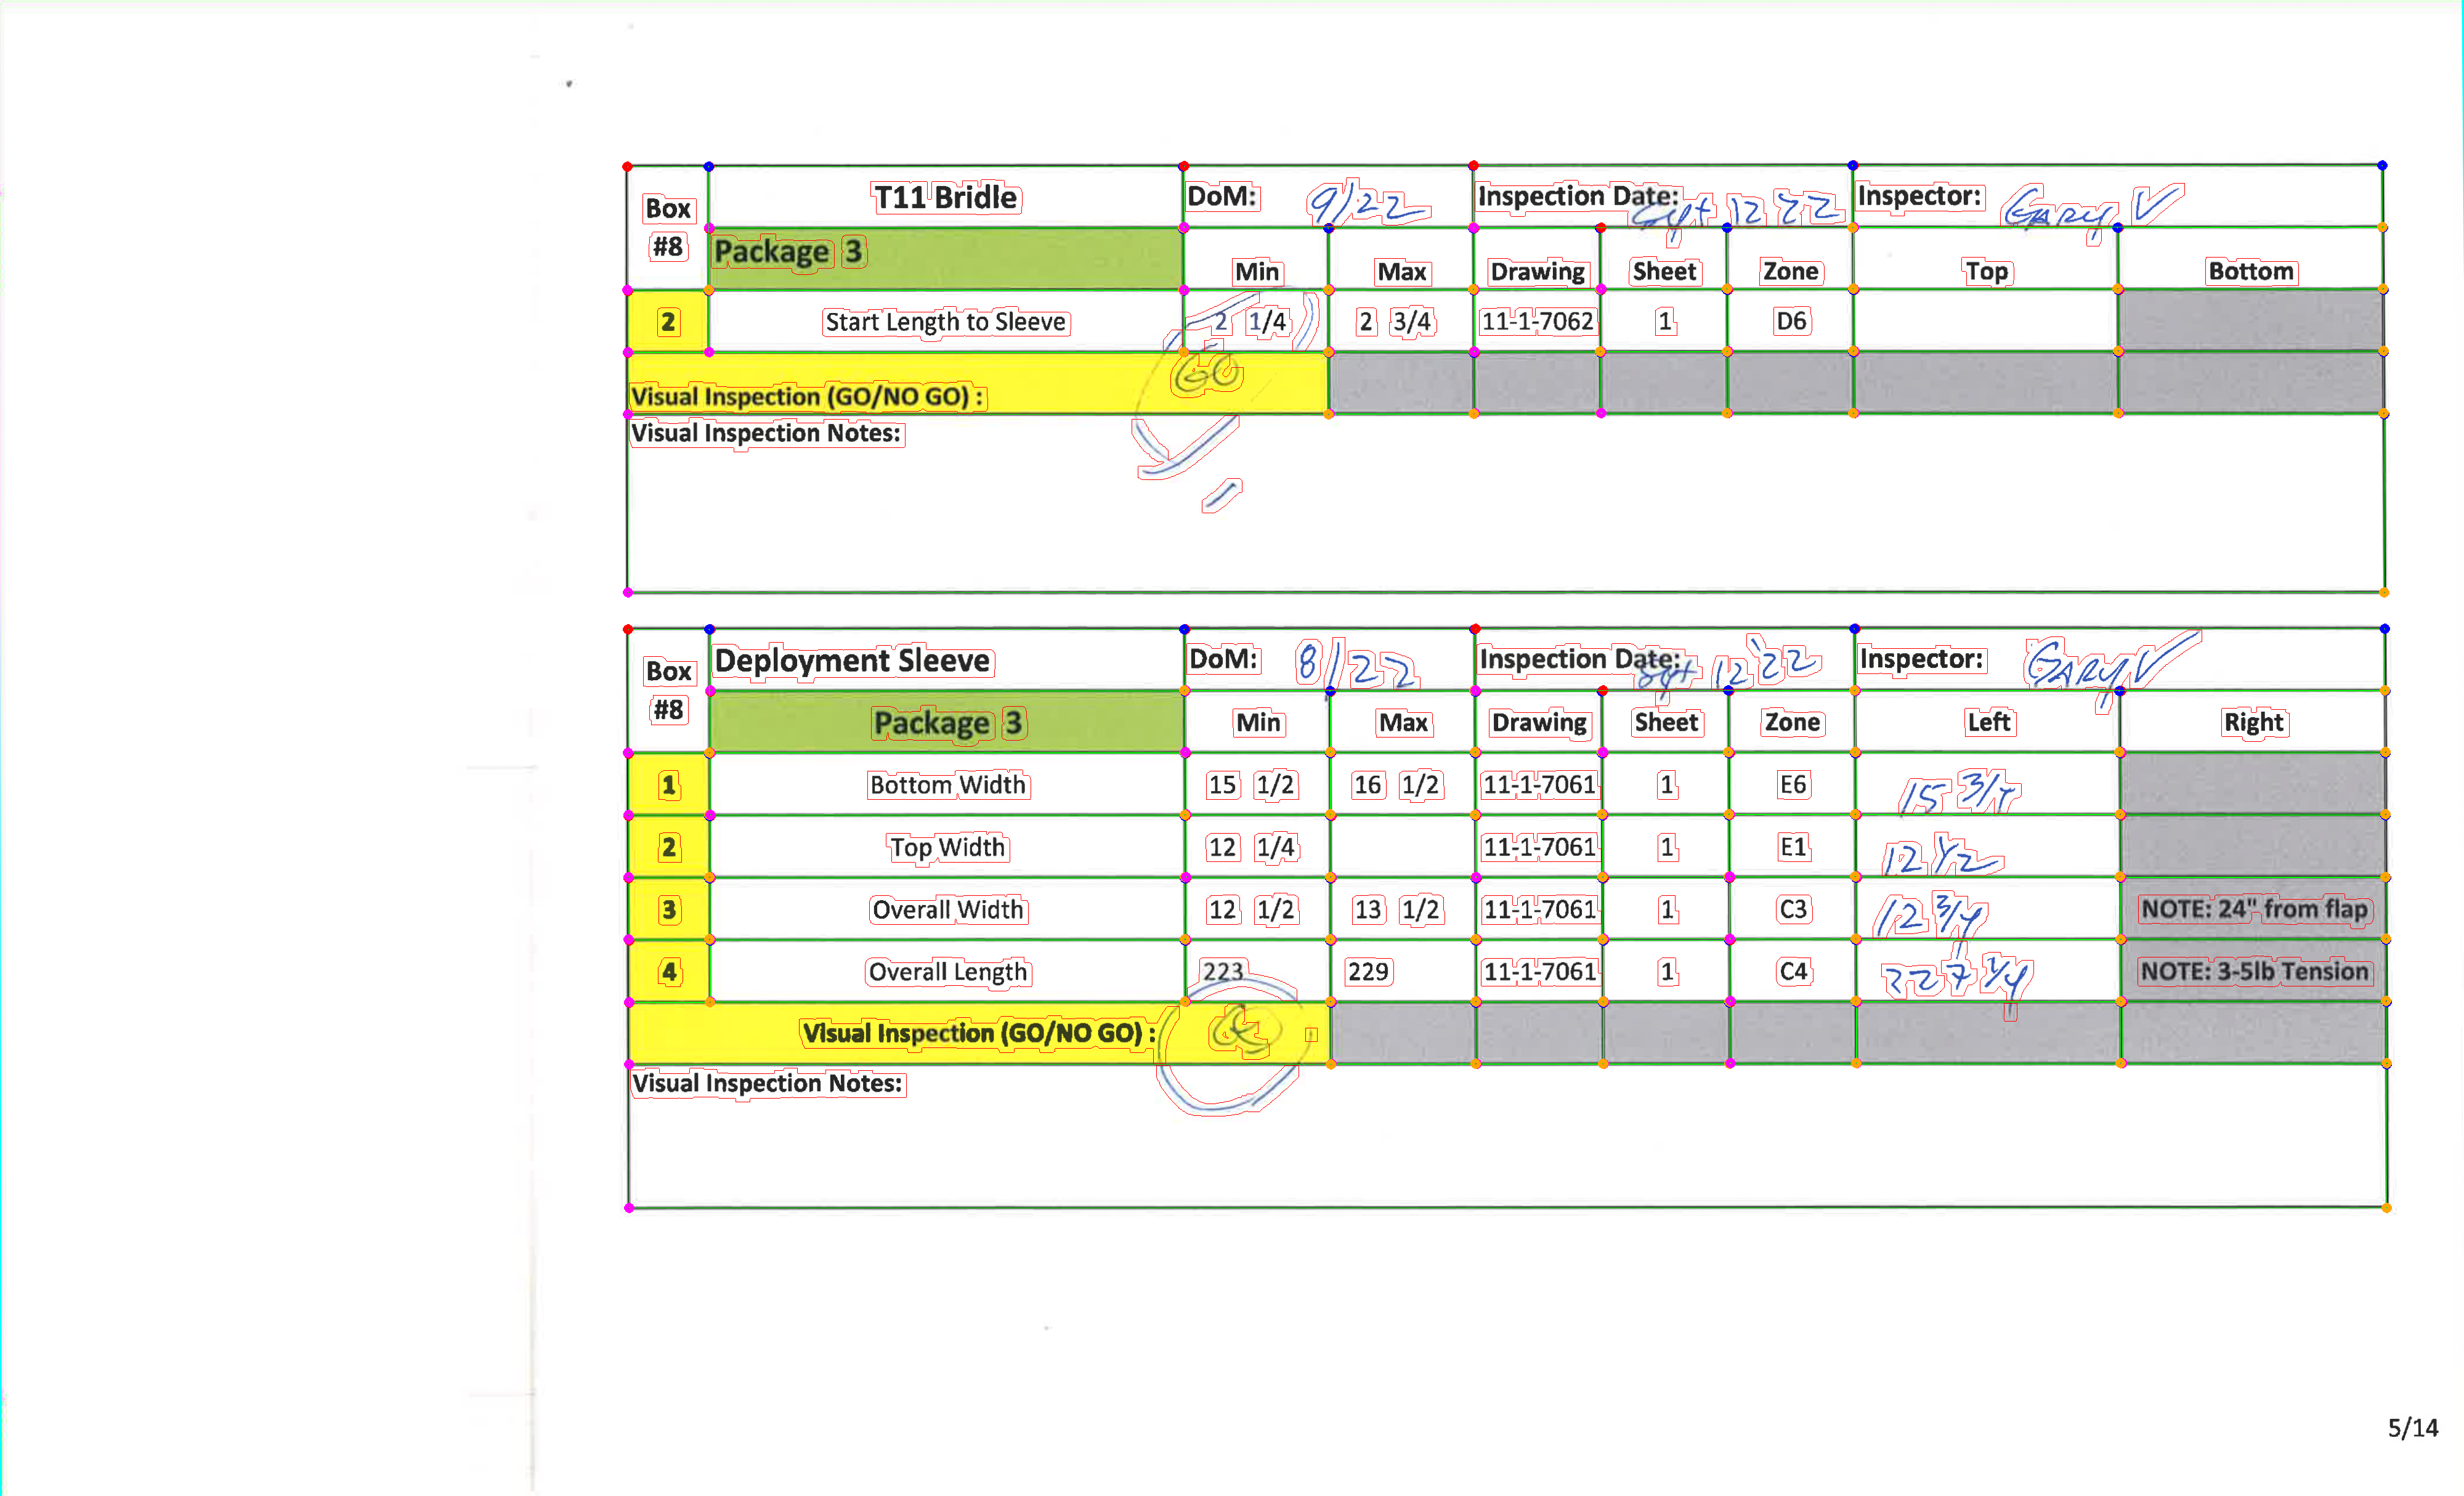 Box #8 T11 Bridle DoM: 9/22 Inspection Date: Sept 12 22 Inspector: GARY V
Package 3 Min Max Drawing Sheet Zone Top Bottom
2 Start Length to Sleeve 2 1/4 2 3/4 11-1-7062 1 D6
Visual Inspection (GO/NO GO) : GO
Visual Inspection Notes:
Box #8 Deployment Sleeve DoM: 8/22 Inspection Date: Sept 12 '22 Inspector: GARY V
Package 3 Min Max Drawing Sheet Zone Left Right
1 Bottom Width 15 1/2 16 1/2 11-1-7061 1 E6 15 3/4
2 Top Width 12 1/4 11-1-7061 1 E1 12 1/2
3 Overall Width 12 1/2 13 1/2 11-1-7061 1 C3 12 3/4 NOTE: 24" from flap
4 Overall Length 223 229 11-1-7061 1 C4 227 1/4 NOTE: 3-5lb Tension
Visual Inspection (GO/NO GO) :
Visual Inspection Notes:
5/14